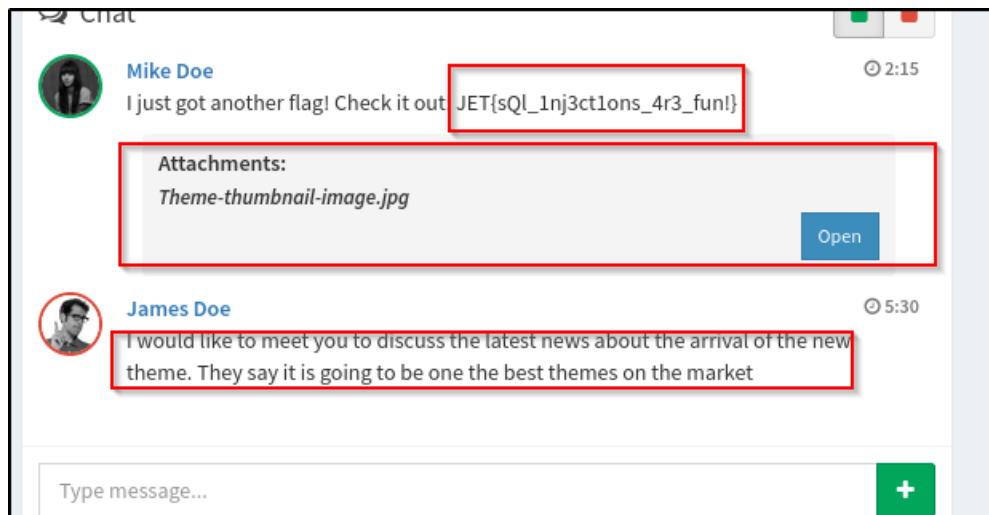 Chat
Mike Doe
2:15
I just got another flag! Check it out JET{sQl_1nj3ct1ons_4r3_fun!}
Attachments:
Theme-thumbnail-image.jpg
Open
James Doe
5:30
I would like to meet you to discuss the latest news about the arrival of the new
theme. They say it is going to be one the best themes on the market
Type message...
+